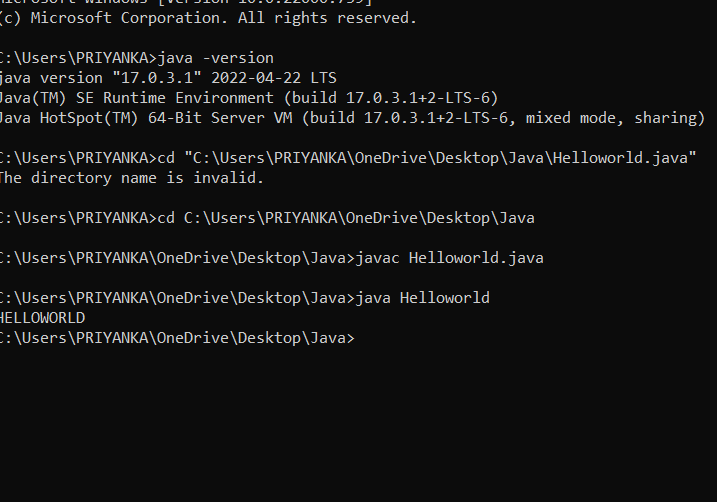 (c) Microsoft Corporation. All rights reserved.
C:\Users\PRIYANKA>java -version
java version "17.0.3.1" 2022-04-22 LTS
Java(TM) SE Runtime Environment (build 17.0.3.1+2-LTS-6)
Java HotSpot(TM) 64-Bit Server VM (build 17.0.3.1+2-LTS-6, mixed mode, sharing)
C:\Users\PRIYANKA>cd "C:\Users\PRIYANKA\OneDrive\Desktop\Java\Helloworld.java"
The directory name is invalid.
C:\Users\PRIYANKA>cd C:\Users\PRIYANKA\OneDrive\Desktop\Java
C:\Users\PRIYANKA\OneDrive\Desktop\Java>javac Helloworld.java
C:\Users\PRIYANKA\OneDrive\Desktop\Java>java Helloworld
HELLOWORLD
C:\Users\PRIYANKA\OneDrive\Desktop\Java>